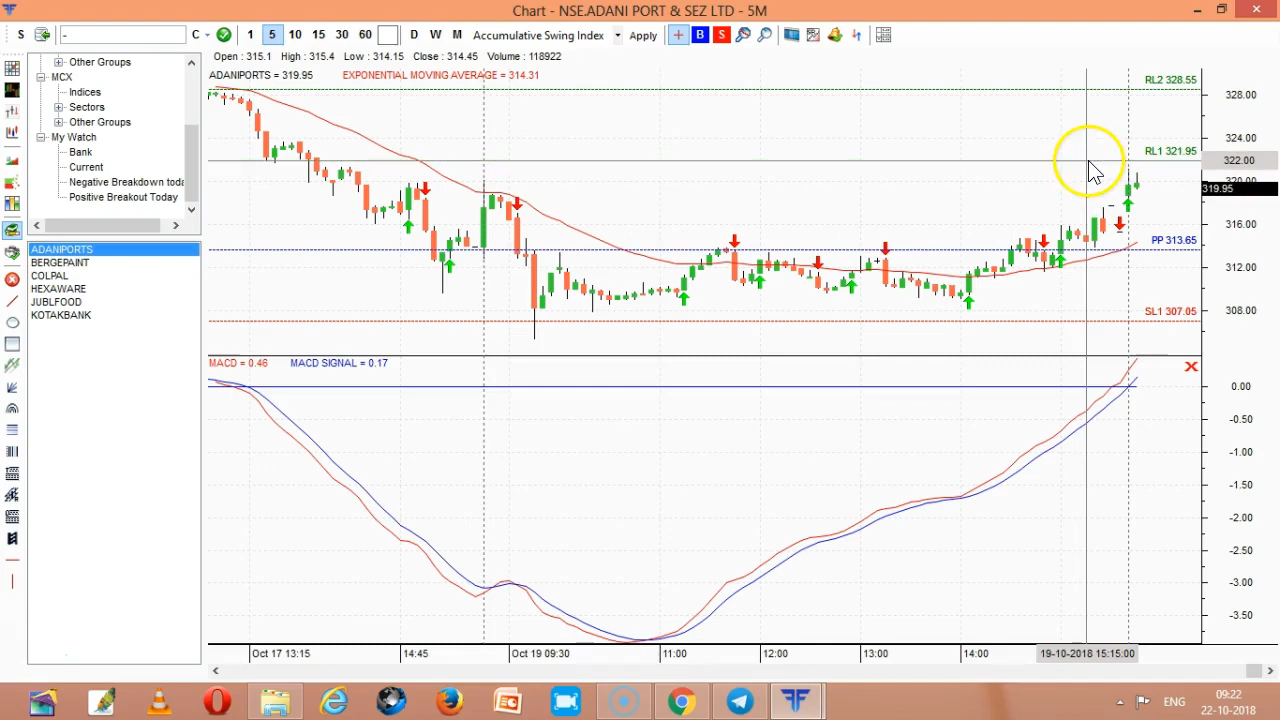 Chart - NSE.ADANI PORT & SEZ LTD - 5M
S - C 1 5 10 15 30 60 D W M Accumulative Swing Index Apply B S
Other Groups
MCX
Indices
Sectors
Other Groups
My Watch
Bank
Current
Negative Breakdown toda
Positive Breakout Today
ADANIPORTS
BERGEPAINT
COLPAL
HEXAWARE
JUBLFOOD
KOTAKBANK
Open : 315.1 High : 315.4 Low : 314.15 Close : 314.45 Volume : 118922
ADANIPORTS = 319.95 EXPONENTIAL MOVING AVERAGE = 314.31
RL2 328.55
328.00
324.00
RL1 321.95
322.00
320.00
319.95
316.00
PP 313.65
312.00
SL1 307.05
308.00
MACD = 0.46 MACD SIGNAL = 0.17
X
0.00
-0.50
-1.00
-1.50
-2.00
-2.50
-3.00
-3.50
Oct 17 13:15 14:45 Oct 19 09:30 11:00 12:00 13:00 14:00 19-10-2018 15:15:00
ENG
09:22
22-10-2018